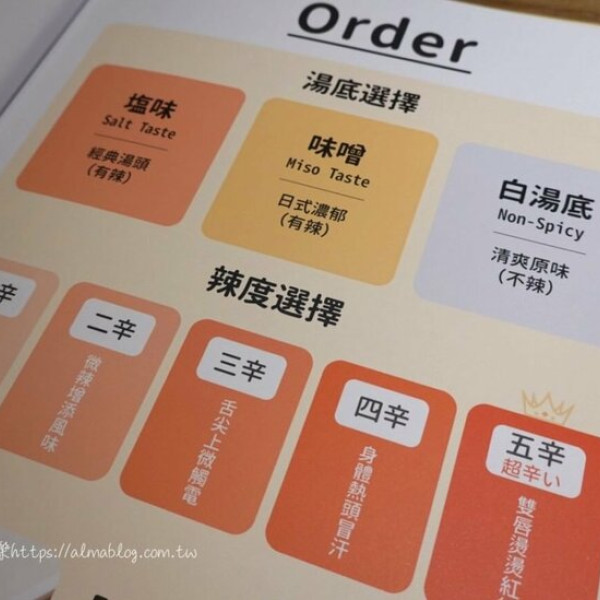 Order
湯底選擇
塩味
Salt Taste
經典湯頭
(有辣)
味噌
Miso Taste
日式濃郁
(有辣)
白湯底
Non-Spicy
清爽原味
(不辣)
辣度選擇
辛
二辛
微辣增添風味
三辛
舌尖上微觸電
四辛
身體熱頭冒汗
五辛
超辛い
雙唇燙燙紅
https://almablog.com.tw